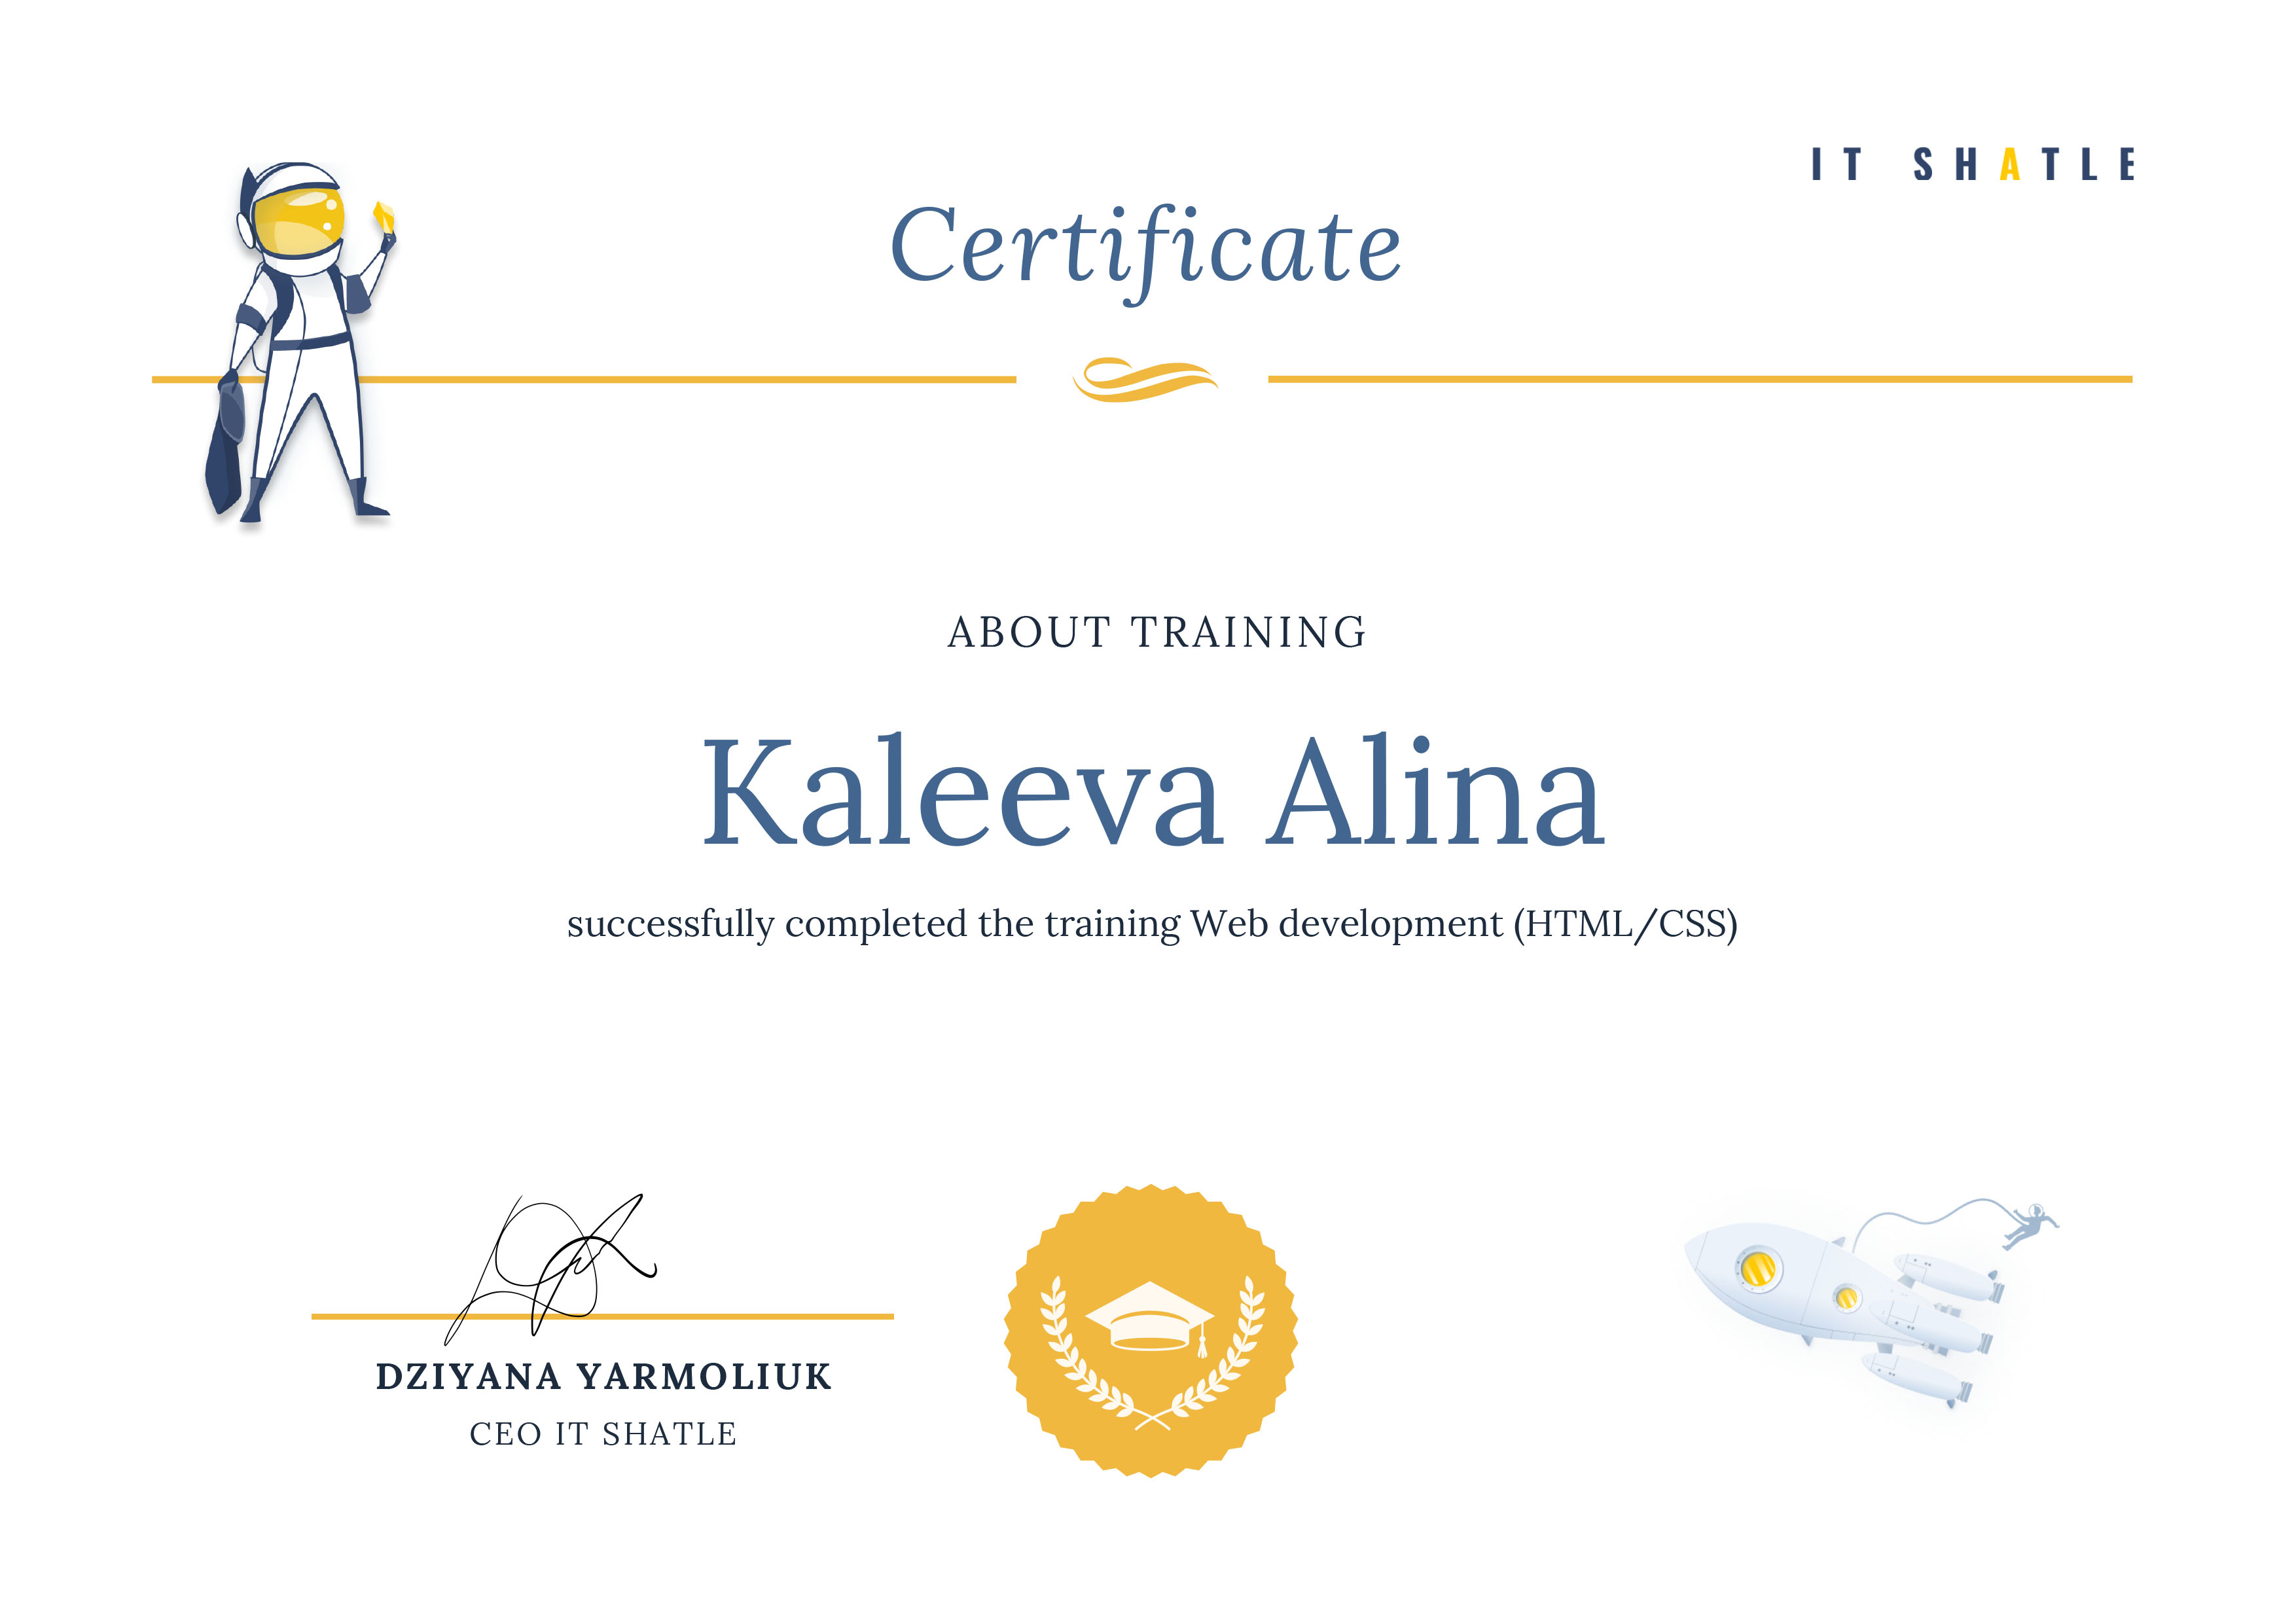 IT SHATLE
Certificate
ABOUT TRAINING
Kaleeva Alina
successfully completed the training Web development (HTML/CSS)
DZIYANA YARMOLIUK
CEO IT SHATLE